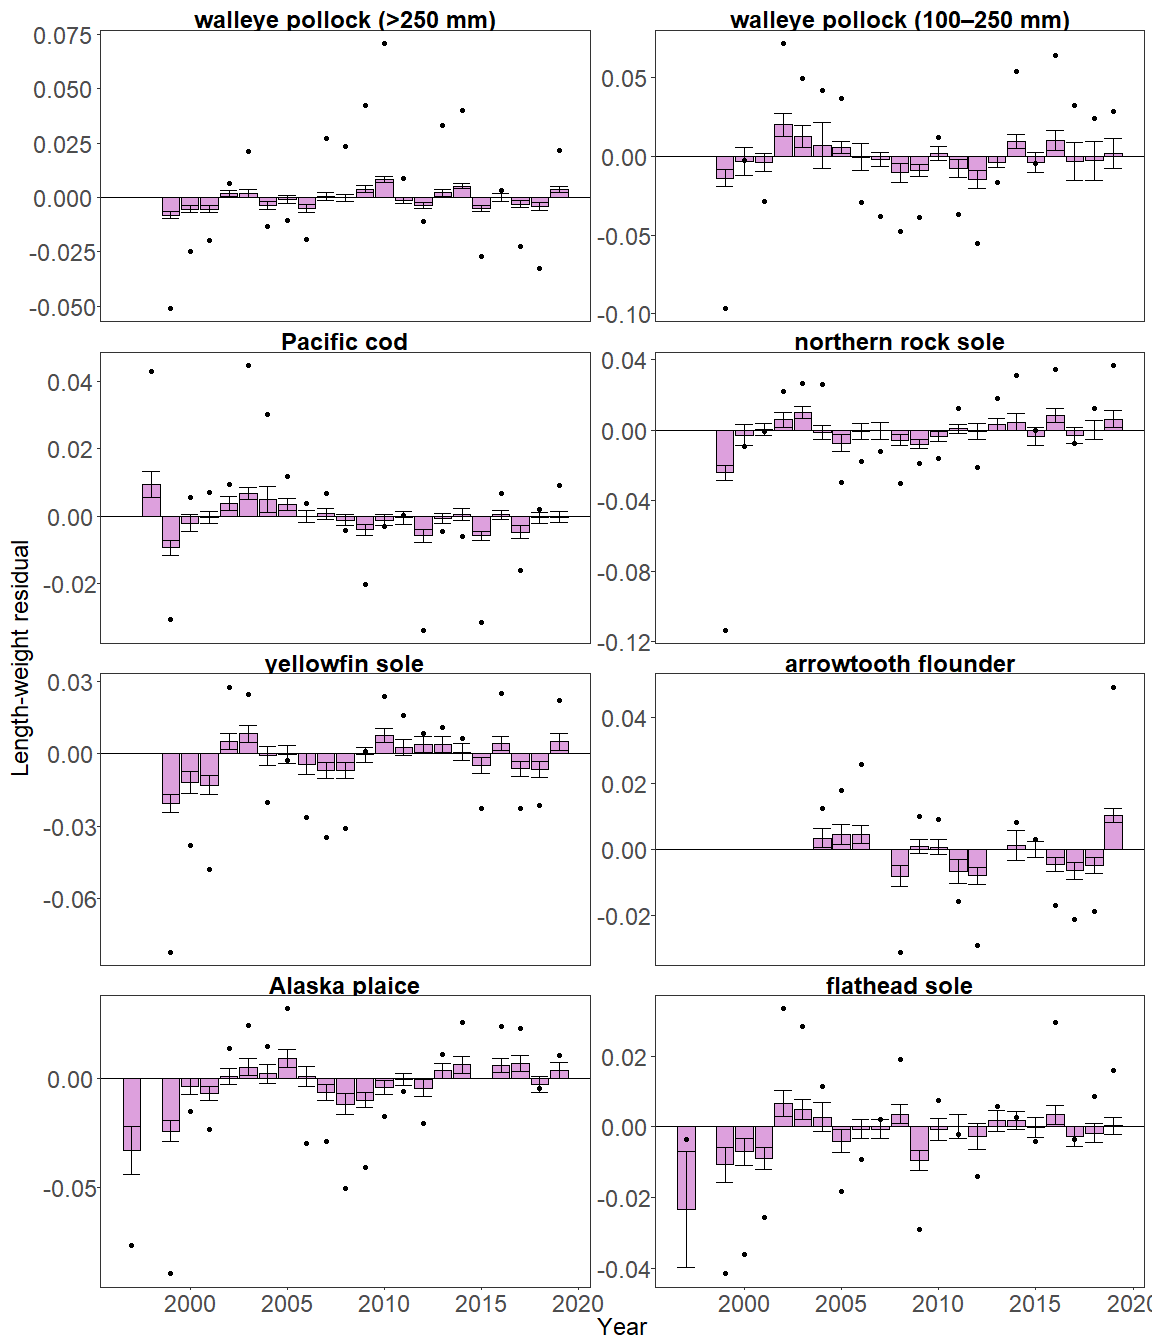 walleye pollock (>250 mm)
walleye pollock (100–250 mm)
0.075
0.050
0.025
0.000
-0.025
-0.050
0.05
0.00
-0.05
-0.10
Pacific cod
northern rock sole
0.04
0.02
0.00
-0.02
0.04
0.00
-0.04
-0.08
-0.12
Length-weight residual
yellowfin sole
arrowtooth flounder
0.03
0.00
-0.03
-0.06
0.04
0.02
0.00
-0.02
Alaska plaice
flathead sole
0.00
-0.05
0.02
0.00
-0.02
-0.04
2000 2005 2010 2015 2020
2000 2005 2010 2015 2020
Year